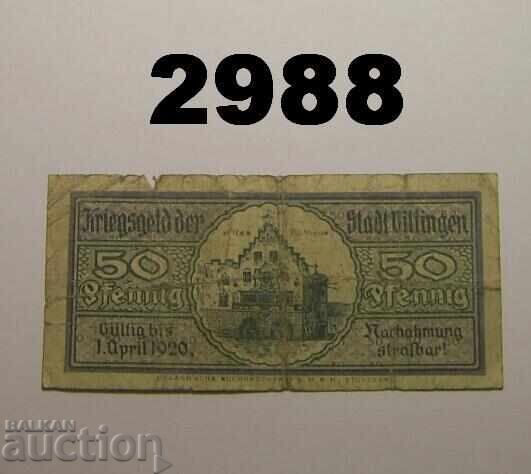 2988
Kriegsgeld der Stadt Villingen
altes Rathaus
50 50
Pfennig Pfennig
Gültig bis Nachahmung
1. April 1920. strafbar!
BALKAN
auction